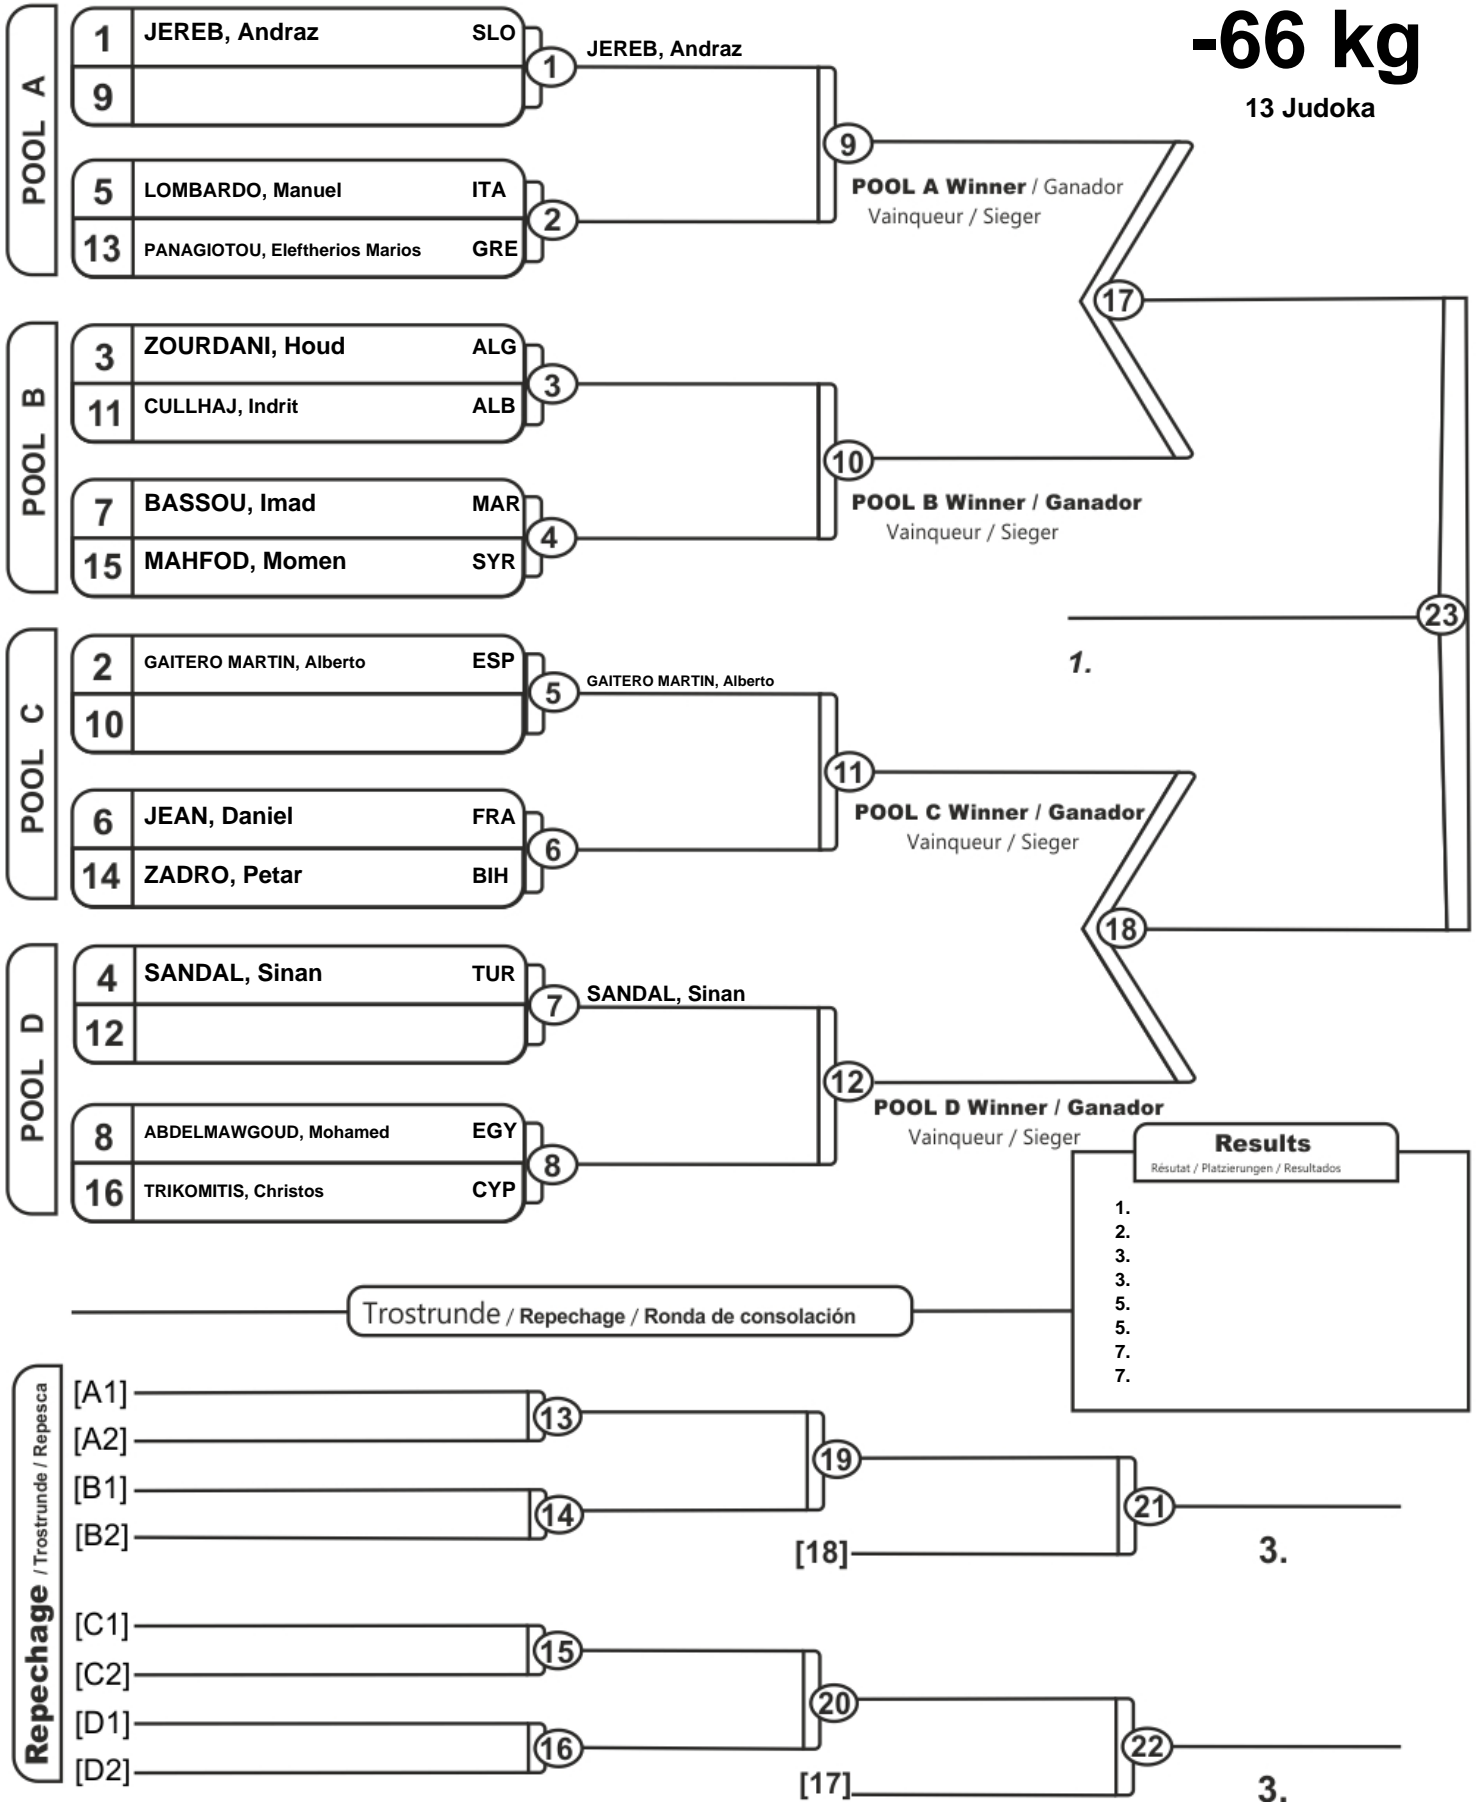 -66 kg
13 Judoka
POOL A
1 JEREB, Andraz SLO
9
1 JEREB, Andraz
5 LOMBARDO, Manuel ITA
13 PANAGIOTOU, Eleftherios Marios GRE
2
9
POOL A Winner / Ganador
Vainqueur / Sieger
17
POOL B
3 ZOURDANI, Houd ALG
11 CULLHAJ, Indrit ALB
3
7 BASSOU, Imad MAR
15 MAHFOD, Momen SYR
4
10
POOL B Winner / Ganador
Vainqueur / Sieger
23
1.
POOL C
2 GAITERO MARTIN, Alberto ESP
10
5 GAITERO MARTIN, Alberto
6 JEAN, Daniel FRA
14 ZADRO, Petar BIH
6
11
POOL C Winner / Ganador
Vainqueur / Sieger
18
POOL D
4 SANDAL, Sinan TUR
12
7 SANDAL, Sinan
8 ABDELMAWGOUD, Mohamed EGY
16 TRIKOMITIS, Christos CYP
8
12
POOL D Winner / Ganador
Vainqueur / Sieger
Results
Résutat / Platzierungen / Resultados
1.
2.
3.
3.
5.
5.
7.
7.
Trostrunde / Repechage / Ronda de consolación
Repechage / Trostrunde / Repesca
[A1]
[A2]
13
[B1]
[B2]
14
19
[18]
21
3.
[C1]
[C2]
15
[D1]
[D2]
16
20
[17]
22
3.